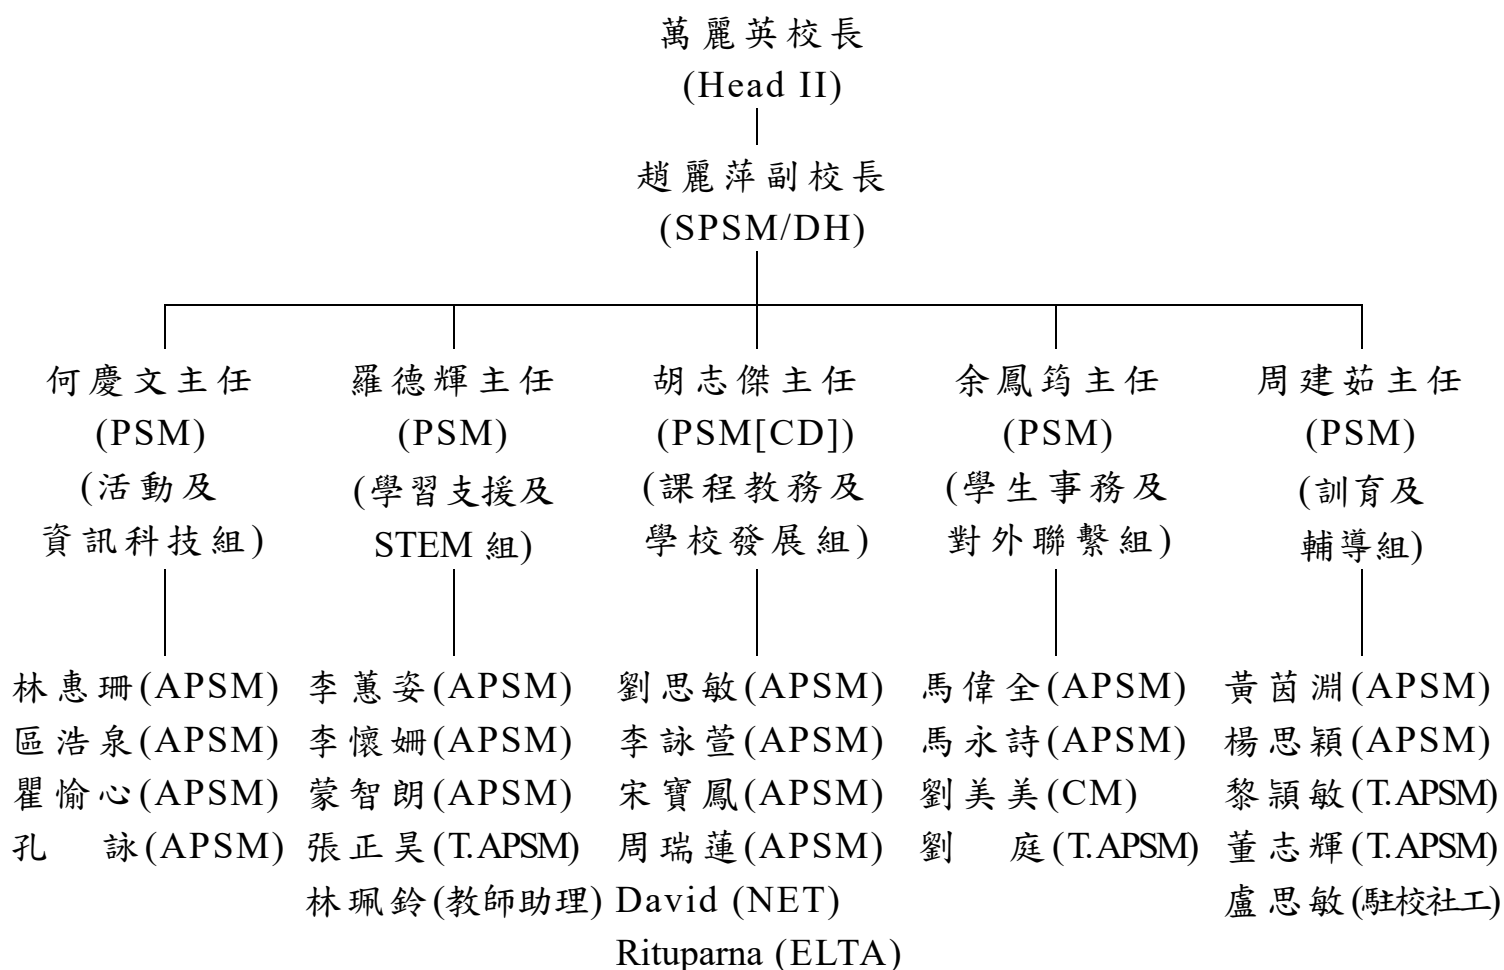 萬麗英校長
(Head II)
趙麗萍副校長
(SPSM/DH)
何慶文主任
(PSM)
(活動及
資訊科技組)
羅德輝主任
(PSM)
(學習支援及
STEM 組)
胡志傑主任
(PSM[CD])
(課程教務及
學校發展組)
余鳳筠主任
(PSM)
(學生事務及
對外聯繫組)
周建茹主任
(PSM)
(訓育及
輔導組)
林惠珊(APSM)
區浩泉(APSM)
瞿愉心(APSM)
孔 詠(APSM)
李蕙姿(APSM)
李懷姍(APSM)
蒙智朗(APSM)
張正昊(T.APSM)
林珮鈴(教師助理)
劉思敏(APSM)
李詠萱(APSM)
宋寶鳳(APSM)
周瑞蓮(APSM)
David (NET)
Rituparna (ELTA)
馬偉全(APSM)
馬永詩(APSM)
劉美美(CM)
劉 庭(T.APSM)
黃茵淵(APSM)
楊思穎(APSM)
黎頴敏(T.APSM)
董志輝(T.APSM)
盧思敏(駐校社工)